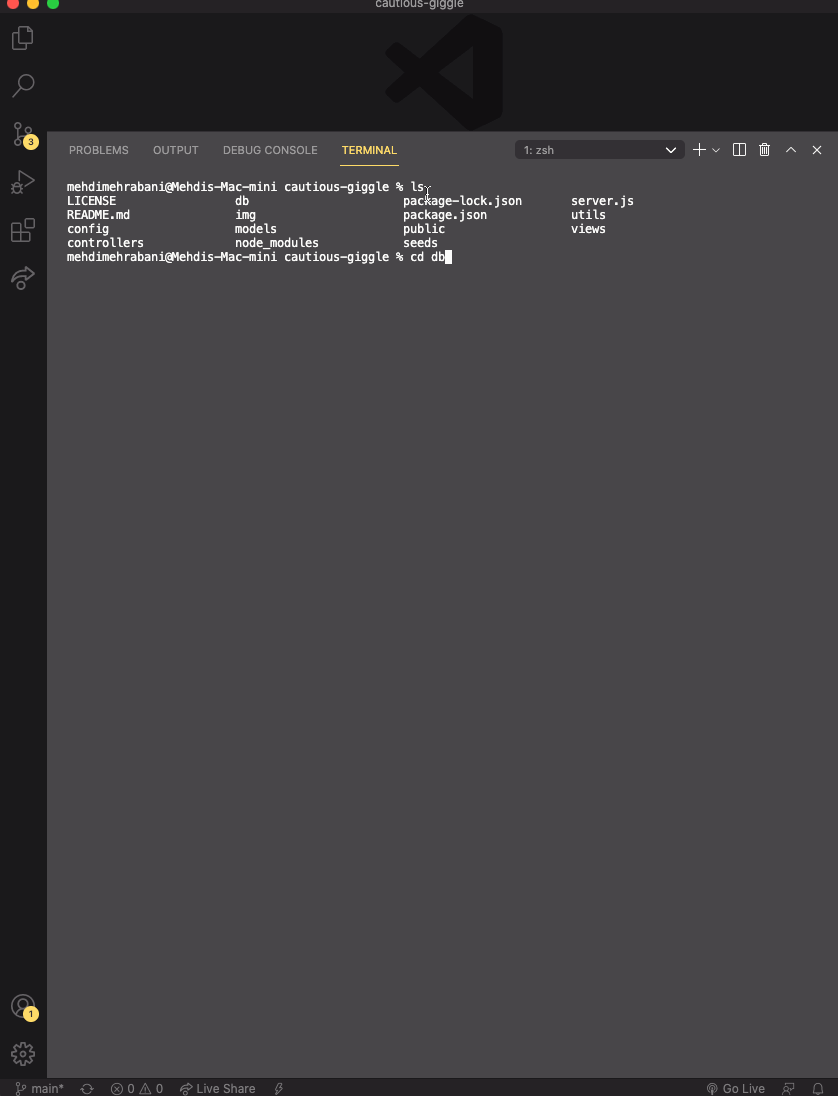 cautious-giggle
3
PROBLEMS OUTPUT DEBUG CONSOLE TERMINAL 1: zsh
mehdimehrabani@Mehdis-Mac-mini cautious-giggle % ls
LICENSE db package-lock.json server.js
README.md img package.json utils
config models public views
controllers node_modules seeds
mehdimehrabani@Mehdis-Mac-mini cautious-giggle % cd db
1
main* 0 0 Live Share Go Live